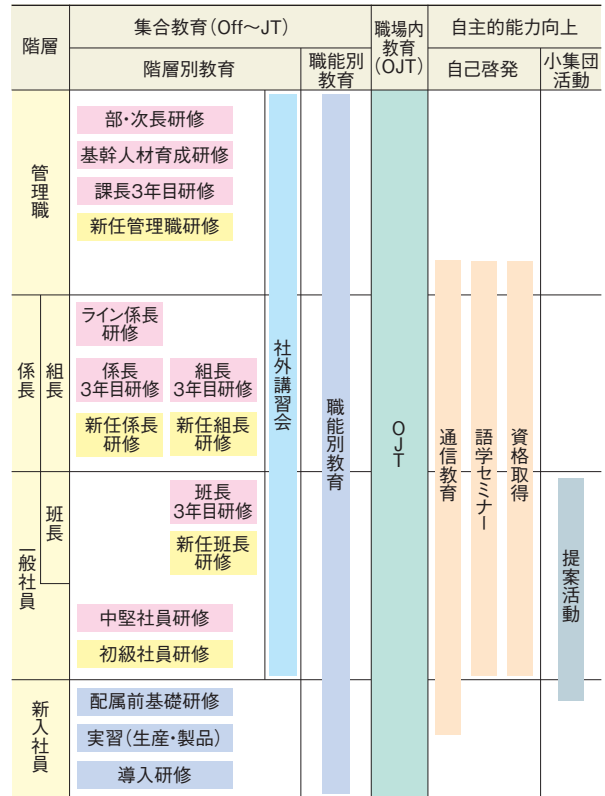 階層
集合教育(Off〜JT)
職場内
教育
(OJT)
自主的能力向上
階層別教育
職能別
教育
自己啓発
小集団
活動
管理職
部・次長研修
基幹人材育成研修
課長3年目研修
新任管理職研修
係長
組長
ライン係長
研修
係長
3年目研修
組長
3年目研修
新任係長
研修
新任組長
研修
社外講習会
職能別教育
OJT
通信教育
語学セミナー
資格取得
一般社員
班長
班長
3年目研修
新任班長
研修
中堅社員研修
初級社員研修
提案活動
新入社員
配属前基礎研修
実習(生産・製品)
導入研修